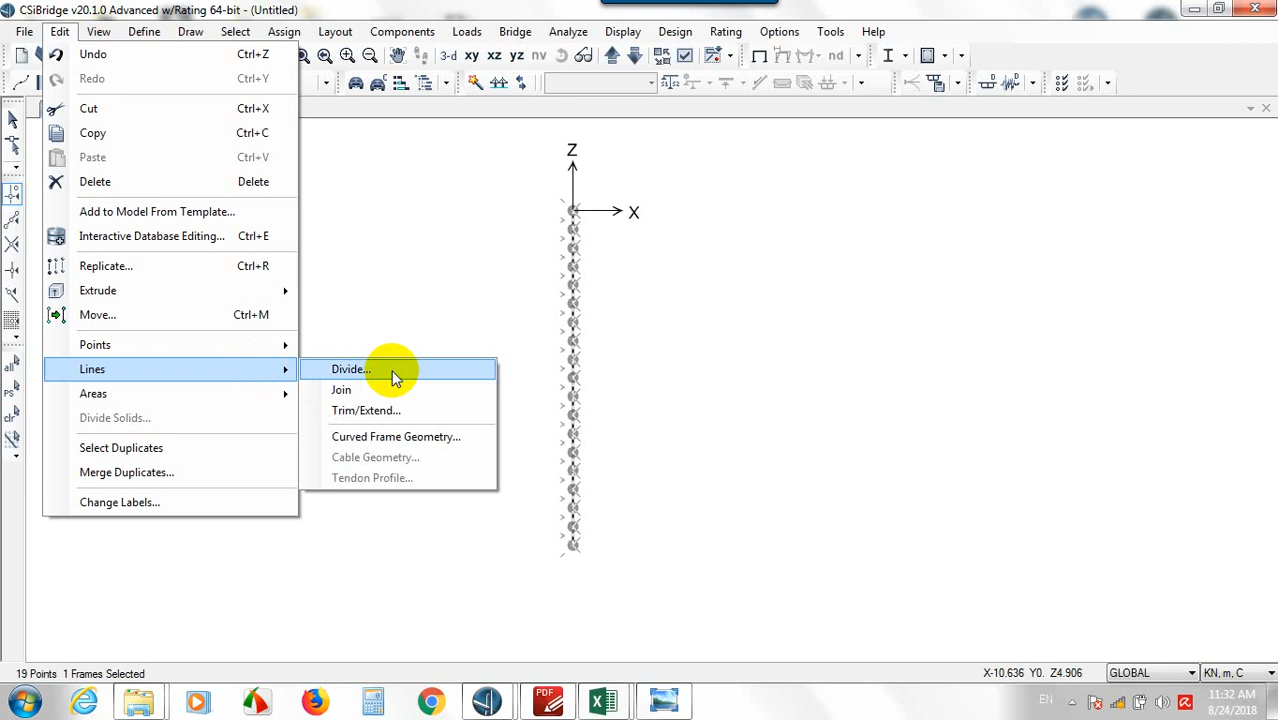 CSiBridge v20.1.0 Advanced w/Rating 64-bit - (Untitled)
File Edit View Define Draw Select Assign Layout Components Loads Bridge Analyze Display Design Rating Options Tools Help
Undo Ctrl+Z
3-d xy xz yz nv
Redo Ctrl+Y
Cut Ctrl+X
Copy Ctrl+C
Paste Ctrl+V
Delete Delete
Add to Model From Template...
Interactive Database Editing... Ctrl+E
Replicate... Ctrl+R
Extrude
Move... Ctrl+M
Points
Lines
Areas
Divide Solids...
Select Duplicates
Merge Duplicates...
Change Labels...
Divide...
Join
Trim/Extend...
Curved Frame Geometry...
Cable Geometry...
Tendon Profile...
Z
X
all
PS
clr
19 Points 1 Frames Selected
X-10.636 Y0. Z4.906
GLOBAL
KN, m, C
PDF
EN
11:32 AM
8/24/2018